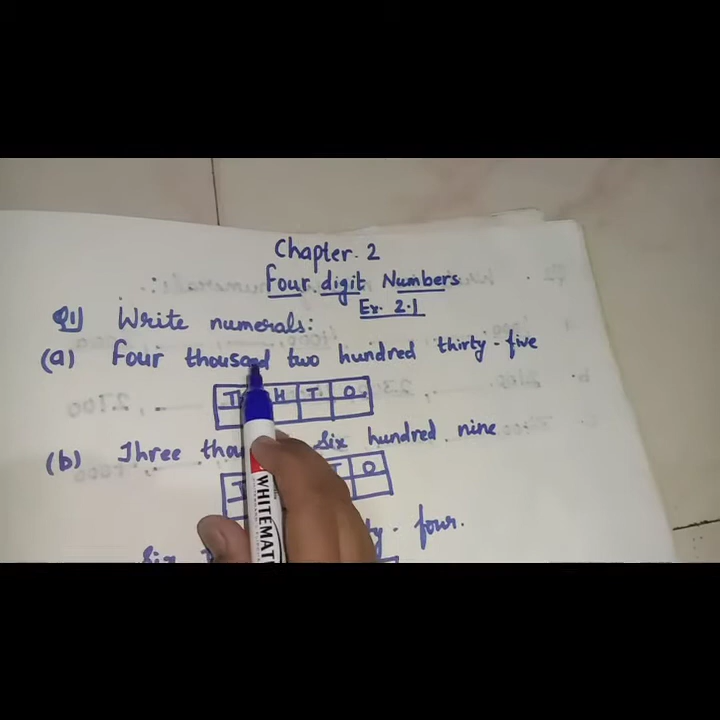 Chapter. 2
Four digit Numbers
Ex. 2.1
Q1) Write numerals:
(a) Four thousand two hundred thirty-five
H T O
(b) Three Six hundred nine
O
four.
WHITEMAT